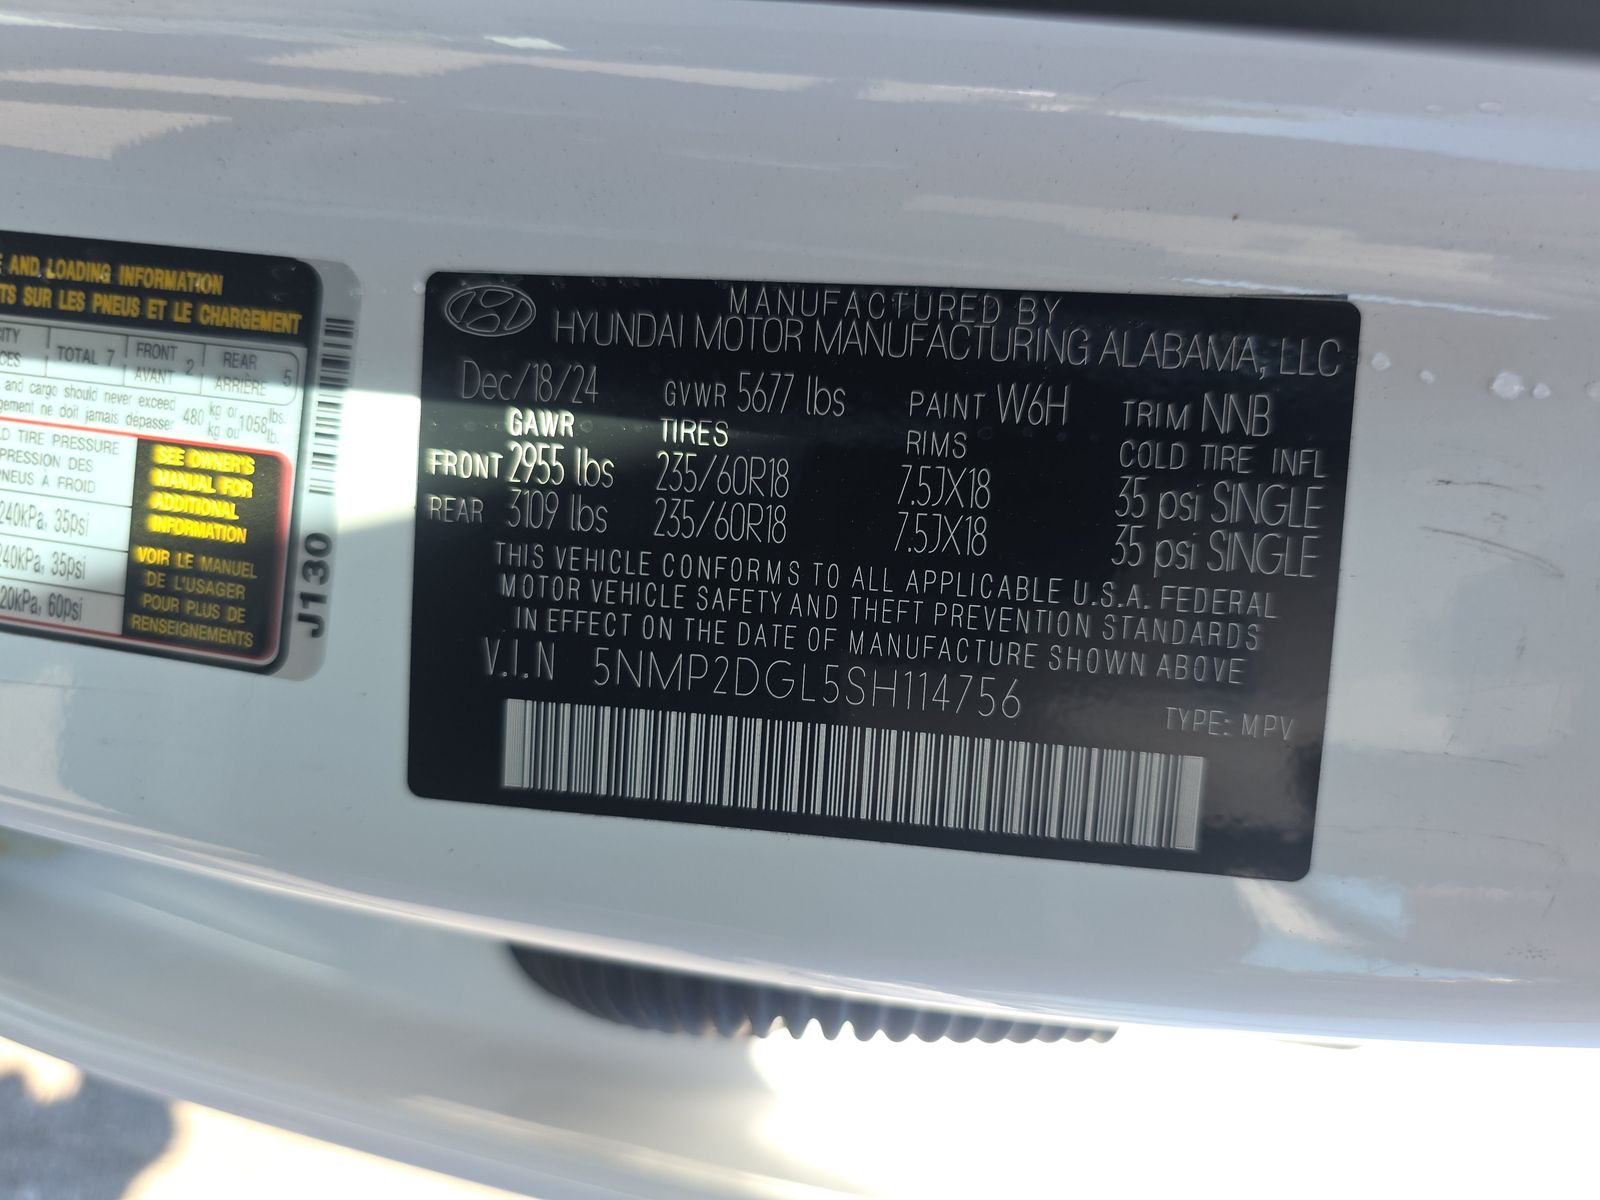 E AND LOADING INFORMATION
TS SUR LES PNEUS ET LE CHARGEMENT
ITY TOTAL 7 FRONT 2 REAR 5
CES AVANT ARRIÈRE
and cargo should never exceed 480 kg or 1058 lbs.
gement ne doit jamais dépasser kg ou lb.
D TIRE PRESSURE
PRESSION DES
PNEUS A FROID
240kPa, 35psi
240kPa, 35psi
20kPa, 60psi
SEE OWNER'S
MANUAL FOR
ADDITIONAL
INFORMATION
VOIR LE MANUEL
DE L'USAGER
POUR PLUS DE
RENSEIGNEMENTS
J130
MANUFACTURED BY
HYUNDAI MOTOR MANUFACTURING ALABAMA, LLC
Dec/18/24 GVWR 5677 lbs PAINT W6H TRIM NNB
GAWR TIRES RIMS COLD TIRE INFL
FRONT 2955 lbs 235/60R18 7.5JX18 35 psi SINGLE
REAR 3109 lbs 235/60R18 7.5JX18 35 psi SINGLE
THIS VEHICLE CONFORMS TO ALL APPLICABLE U.S.A. FEDERAL
MOTOR VEHICLE SAFETY AND THEFT PREVENTION STANDARDS
IN EFFECT ON THE DATE OF MANUFACTURE SHOWN ABOVE
V.I.N 5NMP2DGL5SH114756
TYPE: MPV